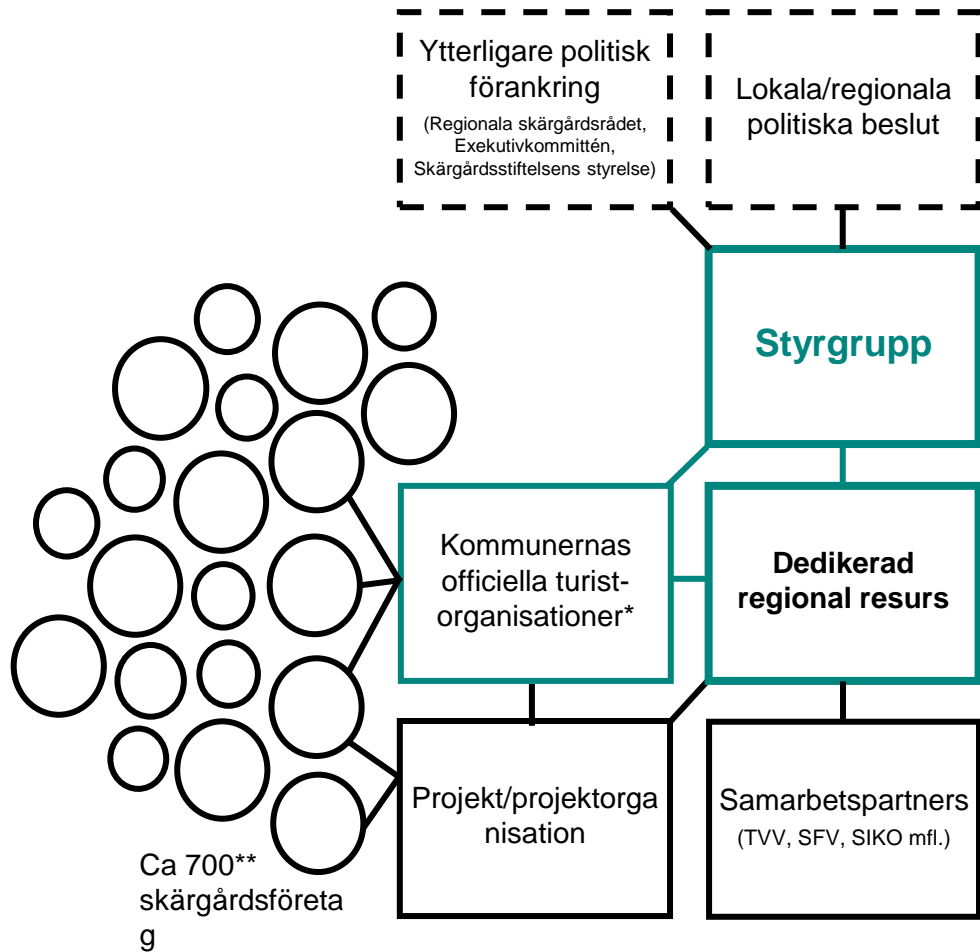 Ytterligare politisk
förankring
(Regionala skärgårdsrådet,
Exekutivkommittén,
Skärgårdsstiftelsens styrelse)
Lokala/regionala
politiska beslut
Styrgrupp
Kommunernas
officiella turist-
organisationer*
Dedikerad
regional resurs
Projekt/projektorga
nisation
Samarbetspartners
(TVV, SFV, SIKO mfl.)
Ca 700**
skärgårdsföreta
g